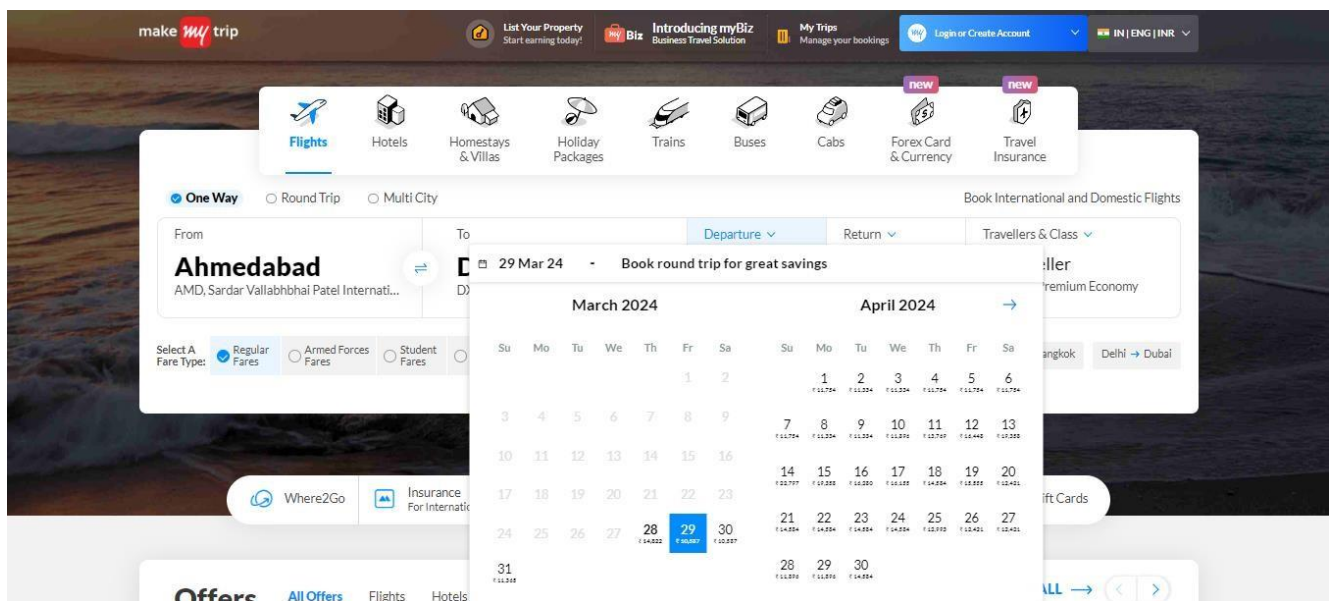 make my trip
List Your Property
Start earning today!
my Biz
Introducing myBiz
Business Travel Solution
My Trips
Manage your bookings
my
Login or Create Account
IN | ENG | INR
new
new
Flights
Hotels
Homestays
& Villas
Holiday
Packages
Trains
Buses
Cabs
Forex Card
& Currency
Travel
Insurance
One Way
Round Trip
Multi City
Book International and Domestic Flights
From
To
Departure
Return
Travellers & Class
Ahmedabad
AMD, Sardar Vallabhbhai Patel Internati...
D
DX
eller
remium Economy
29 Mar 24 - Book round trip for great savings
March 2024
Su Mo Tu We Th Fr Sa
1 2
3 4 5 6 7 8 9
10 11 12 13 14 15 16
17 18 19 20 21 22 23
24 25 26 27 28 29 30
₹ 14,822
31
April 2024
Su Mo Tu We Th Fr Sa
1 2 3 4 5 6
7 8 9 10 11 12 13
14 15 16 17 18 19 20
21 22 23 24 25 26 27
28 29 30
Select A
Fare Type:
Regular
Fares
Armed Forces
Fares
Student
Fares
angkok
Delhi → Dubai
Where2Go
Insurance
For Internatio
ift Cards
Offers
All Offers
Flights
Hotels
ALL →